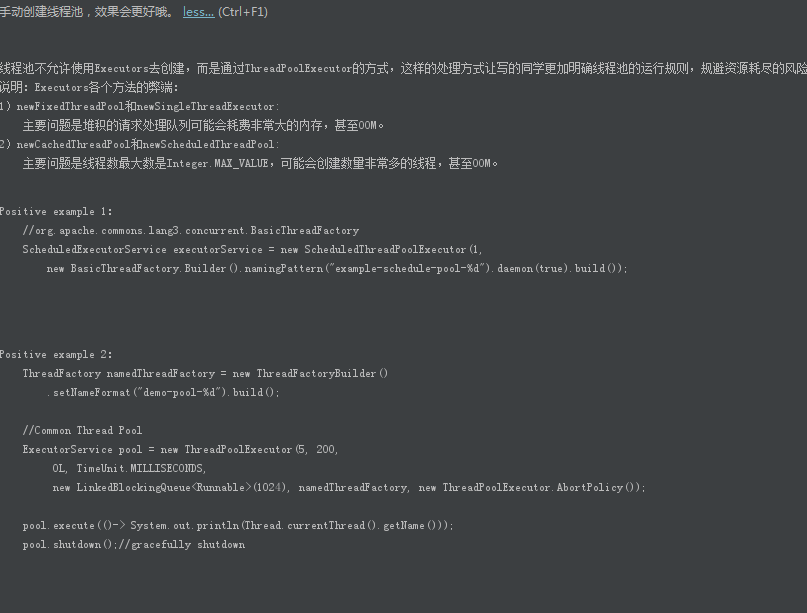 手动创建线程池，效果会更好哦。 less... (Ctrl+F1)
线程池不允许使用Executors去创建，而是通过ThreadPoolExecutor的方式，这样的处理方式让写的同学更加明确线程池的运行规则，规避资源耗尽的风险
说明：Executors各个方法的弊端：
1）newFixedThreadPool和newSingleThreadExecutor:
主要问题是堆积的请求处理队列可能会耗费非常大的内存，甚至OOM。
2）newCachedThreadPool和newScheduledThreadPool:
主要问题是线程数最大数是Integer.MAX_VALUE，可能会创建数量非常多的线程，甚至OOM。
Positive example 1：
//org.apache.commons.lang3.concurrent.BasicThreadFactory
ScheduledExecutorService executorService = new ScheduledThreadPoolExecutor(1,
new BasicThreadFactory.Builder().namingPattern("example-schedule-pool-%d").daemon(true).build());
Positive example 2：
ThreadFactory namedThreadFactory = new ThreadFactoryBuilder()
.setNameFormat("demo-pool-%d").build();
//Common Thread Pool
ExecutorService pool = new ThreadPoolExecutor(5, 200,
0L, TimeUnit.MILLISECONDS,
new LinkedBlockingQueue<Runnable>(1024), namedThreadFactory, new ThreadPoolExecutor.AbortPolicy());
pool.execute(()-> System.out.println(Thread.currentThread().getName()));
pool.shutdown();//gracefully shutdown